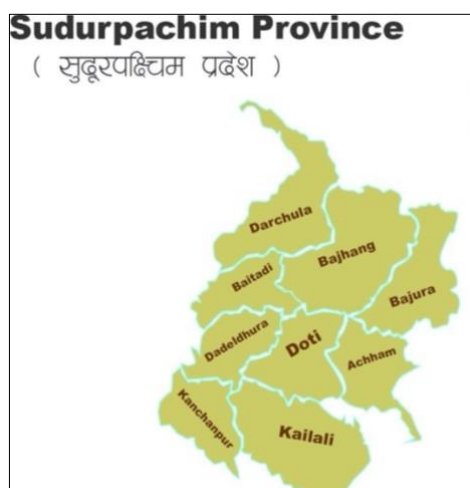 Sudurpachim Province
( सुदूरपश्चिम प्रदेश )
Darchula
Bajhang
Baitadi
Bajura
Dadeldhura
Doti
Achham
Kanchanpur
Kailali